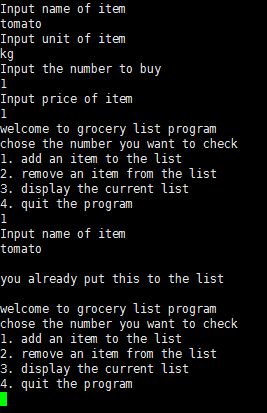 Input name of item
tomato
Input unit of item
kg
Input the number to buy
1
Input price of item
1
welcome to grocery list program
chose the number you want to check
1. add an item to the list
2. remove an item from the list
3. display the current list
4. quit the program
1
Input name of item
tomato
you already put this to the list
welcome to grocery list program
chose the number you want to check
1. add an item to the list
2. remove an item from the list
3. display the current list
4. quit the program